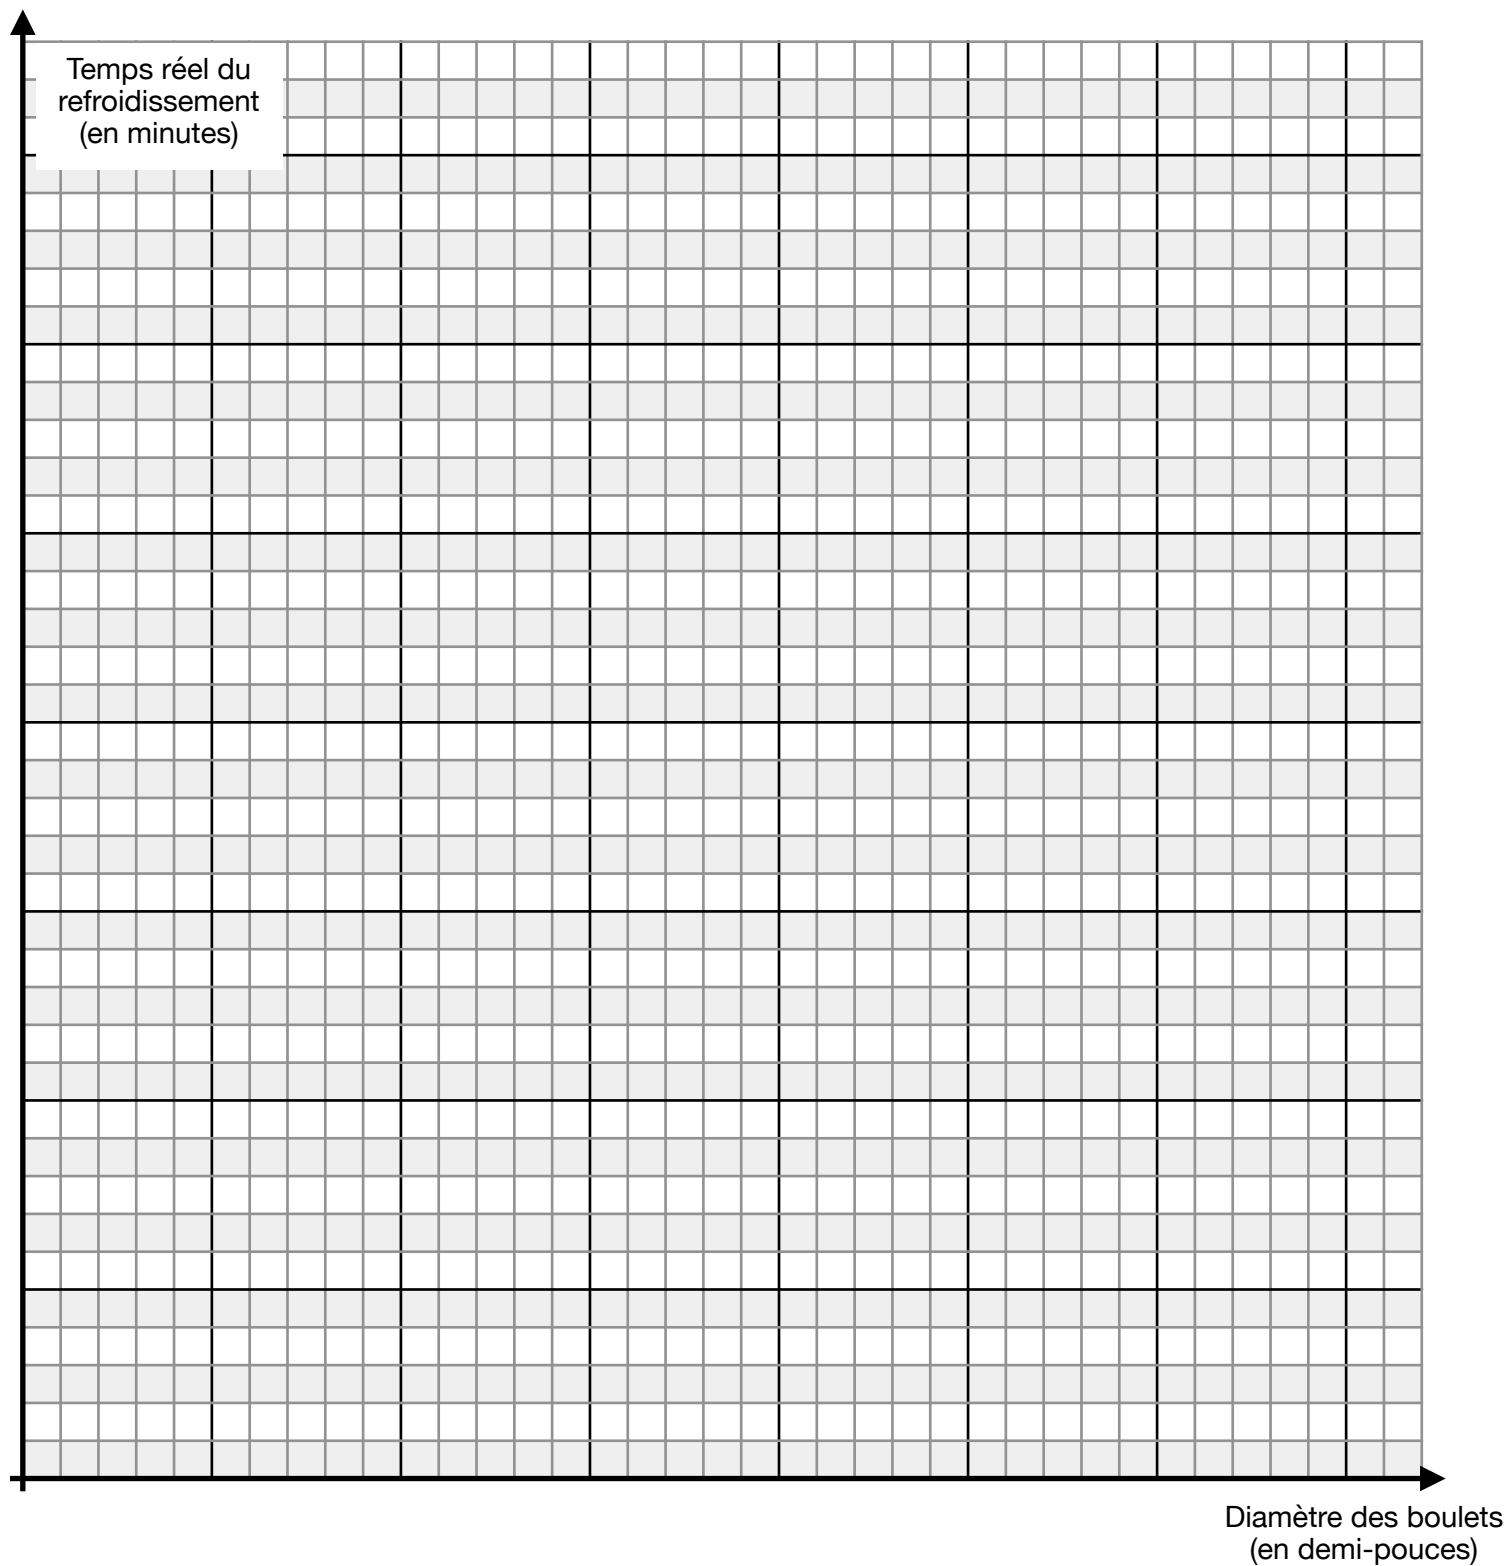 Temps réel du
refroidissement
(en minutes)
Diamètre des boulets
(en demi-pouces)